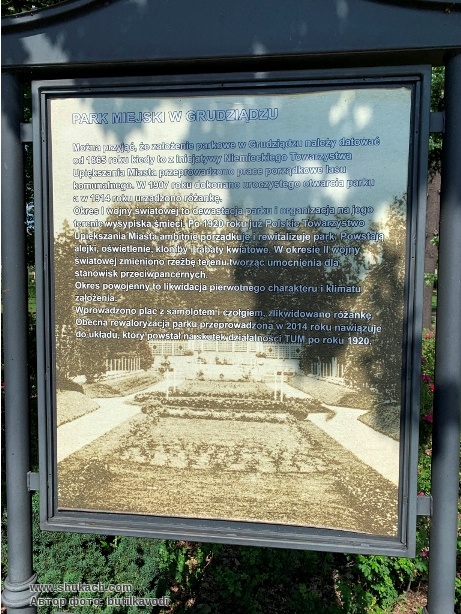 PARK MIEJSKI W GRUDZIĄDZU
Można przyjąć, że założenie parkowe w Grudziądzu należy datować
od 1865 roku kiedy to z inicjatywy Niemieckiego Towarzystwa
Upiększania Miasta przeprowadzono prace porządkowe lasu
komunalnego. W 1907 roku dokonano uroczystego otwarcia parku
a w 1914 roku urządzono różankę.
Okres I wojny światowej to dewastacja parku i organizacja na jego
terenie wysypiska śmieci. Po 1920 roku już Polskie Towarzystwo
Upiększania Miasta ambitnie porządkuje i rewitalizuje park. Powstają
alejki, oświetlenie, klomby i rabaty kwiatowe. W okresie II wojny
światowej zmieniono rzeźbę terenu tworząc umocnienia dla
stanowisk przeciwpancernych.
Okres powojenny to likwidacja pierwotnego charakteru i klimatu
założenia.
Wprowadzono plac z samolotem i czołgiem, zlikwidowano różankę.
Obecna rewaloryzacja parku przeprowadzona w 2014 roku nawiązuje
do układu, który powstał na skutek działalności TUM po roku 1920.
www.shukach.com
Автор фото: butrikavodi